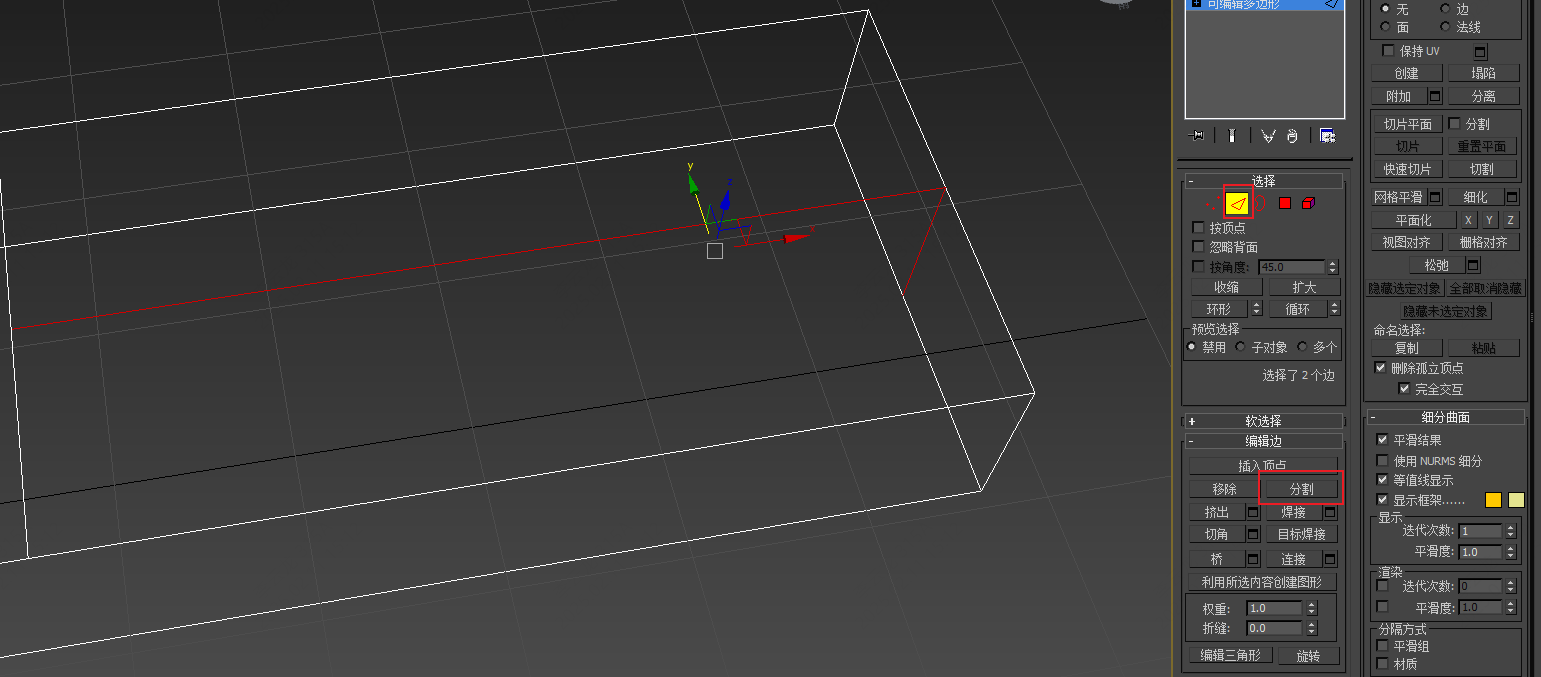 可编辑多边形
选择
按顶点
忽略背面
按角度: 45.0
收缩 扩大
环形 循环
预览选择
禁用 子对象 多个
选择了 2 个边
+ 软选择
- 编辑边
插入顶点
移除 分割
挤出 焊接
切角 目标焊接
桥 连接
利用所选内容创建图形
权重: 1.0
折缝: 0.0
编辑三角形 旋转
无 边
面 法线
保持 UV
创建 塌陷
附加 分离
切片平面 分割
切片 重置平面
快速切片 切割
网格平滑 细化
平面化 X Y Z
视图对齐 栅格对齐
松弛
隐藏选定对象 全部取消隐藏
隐藏未选定对象
命名选择:
复制 粘贴
删除孤立顶点
完全交互
- 细分曲面
平滑结果
使用 NURMS 细分
等值线显示
显示框架......
显示
迭代次数: 1
平滑度: 1.0
渲染
迭代次数: 0
平滑度: 1.0
分隔方式
平滑组
材质
y
z